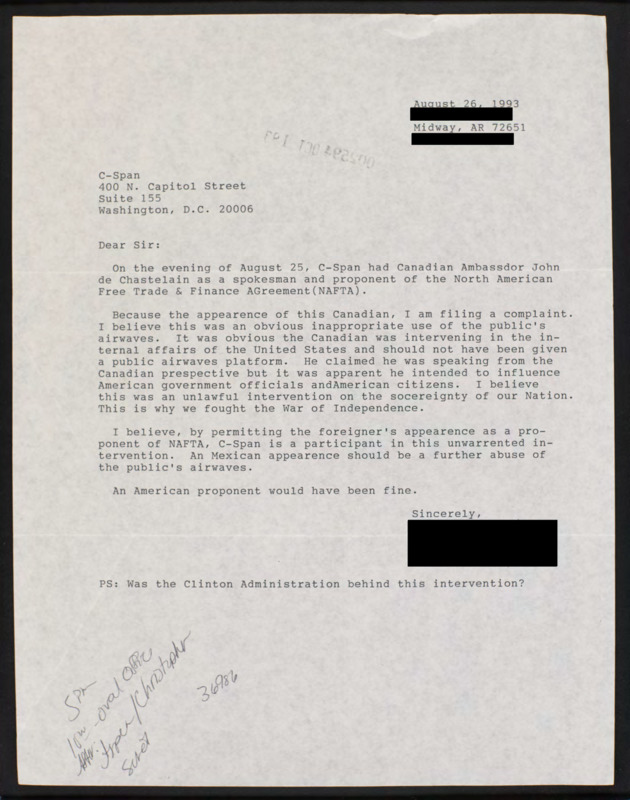 August 26, 1993
Midway, AR 72651
C-Span
400 N. Capitol Street
Suite 155
Washington, D.C. 20006
Dear Sir:
On the evening of August 25, C-Span had Canadian Ambassdor John
de Chastelain as a spokesman and proponent of the North American
Free Trade & Finance AGreement(NAFTA).
Because the appearance of this Canadian, I am filing a complaint.
I believe this was an obvious inappropriate use of the public's
airwaves. It was obvious the Canadian was intervening in the in-
ternal affairs of the United States and should not have been given
a public airwaves platform. He claimed he was speaking from the
Canadian prespective but it was apparent he intended to influence
American government officials andAmerican citizens. I believe
this was an unlawful intervention on the socereignty of our Nation.
This is why we fought the War of Independence.
I believe, by permitting the foreigner's appearence as a pro-
ponent of NAFTA, C-Span is a participant in this unwarrented in-
tervention. An Mexican appearence should be a further abuse of
the public's airwaves.
An American proponent would have been fine.
Sincerely,
PS: Was the Clinton Administration behind this intervention?
5PM
oval office
/Christopher
36986